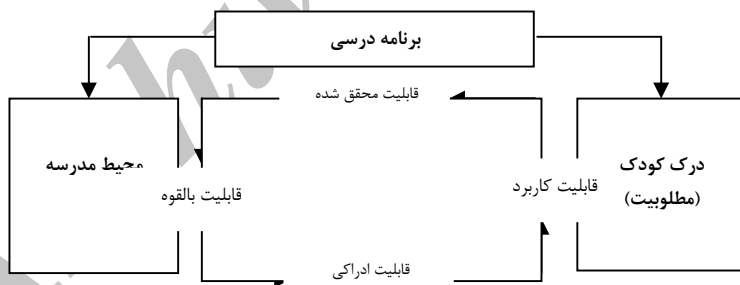 برنامه درسی
قابلیت محقق شده
درک کودک
(مطلوبیت)
قابلیت کاربرد
محیط مدرسه
قابلیت بالقوه
قابلیت ادراکی